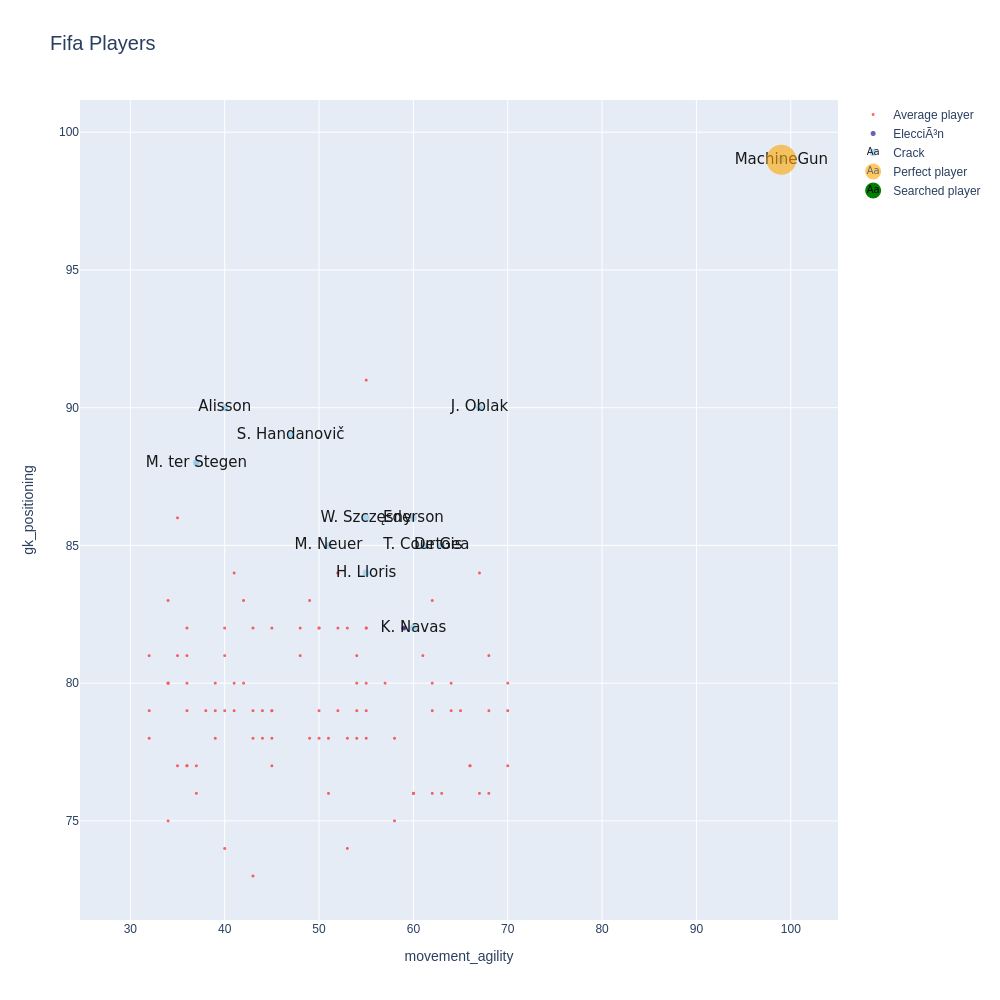 Fifa Players
100
95
90
85
80
75
gk_positioning
30
40
50
60
70
80
90
100
movement_agility
MachineGun
Alisson
J. Oblak
S. Handanovič
M. ter Stegen
W. Szczęsny
Ederson
M. Neuer
T. Courtois
De Gea
H. Lloris
K. Navas
Average player
ElecciÃ³n
Aa Crack
Aa Perfect player
Aa Searched player